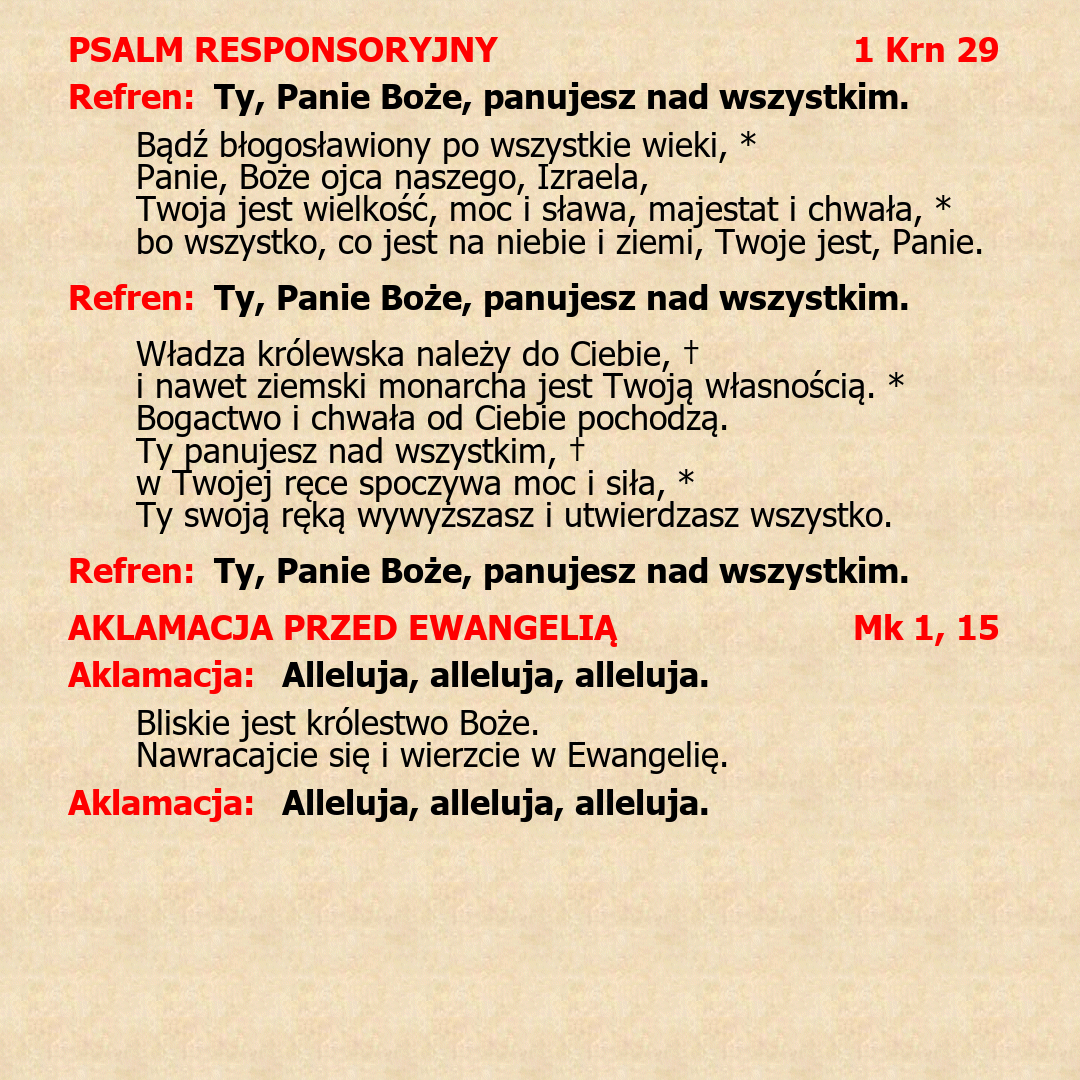 PSALM RESPONSORYJNY 1 Krn 29
Refren: Ty, Panie Boże, panujesz nad wszystkim.
Bądź błogosławiony po wszystkie wieki, *
Panie, Boże ojca naszego, Izraela,
Twoja jest wielkość, moc i sława, majestat i chwała, *
bo wszystko, co jest na niebie i ziemi, Twoje jest, Panie.
Refren: Ty, Panie Boże, panujesz nad wszystkim.
Władza królewska należy do Ciebie, †
i nawet ziemski monarcha jest Twoją własnością. *
Bogactwo i chwała od Ciebie pochodzą.
Ty panujesz nad wszystkim, †
w Twojej ręce spoczywa moc i siła, *
Ty swoją ręką wywyższasz i utwierdzasz wszystko.
Refren: Ty, Panie Boże, panujesz nad wszystkim.
AKLAMACJA PRZED EWANGELIĄ Mk 1, 15
Aklamacja: Alleluja, alleluja, alleluja.
Bliskie jest królestwo Boże.
Nawracajcie się i wierzcie w Ewangelię.
Aklamacja: Alleluja, alleluja, alleluja.